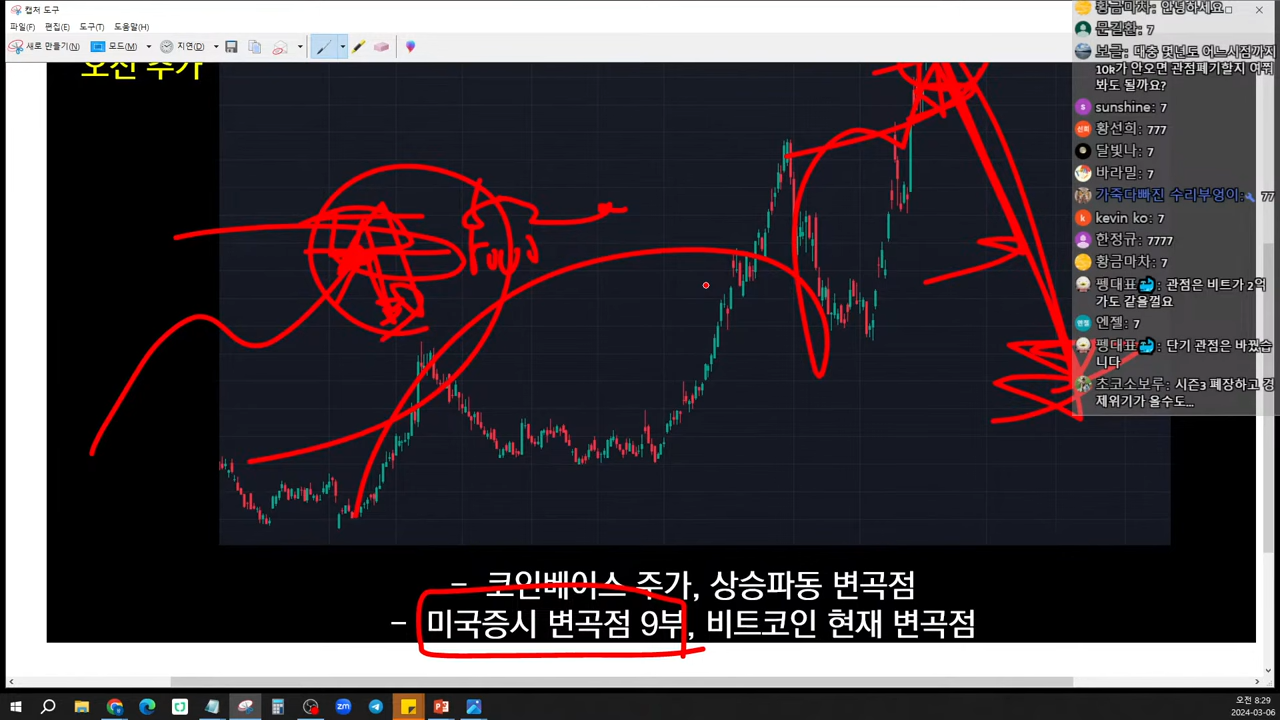 캡처 도구
파일(F) 편집(E) 도구(T) 도움말(H)
새로 만들기(N) 모드(M) 지연(D)
오전 주가
황금마차: 안녕하세요
문길환: 7
보글: 대충 몇년도 어느시점까지
10k가 안오면 관점폐기할지 여쭤
봐도 될까요?
sunshine: 7
황선희: 777
달빛나: 7
바라밀: 7
가죽다빠진 수리부엉이: 77
kevin ko: 7
한정규: 7777
황금마차: 7
펭대표: 관점은 비트가 2억
가도 같을껄요
엔젤: 7
펭대표: 단기 관점은 바꿨습
니다
초코소보루: 시즌3 폐장하고 경
제위기가 올수도...
- 코인베이스 주가, 상승파동 변곡점
- 미국증시 변곡점 9부, 비트코인 현재 변곡점
오전 8:29
2024-03-06